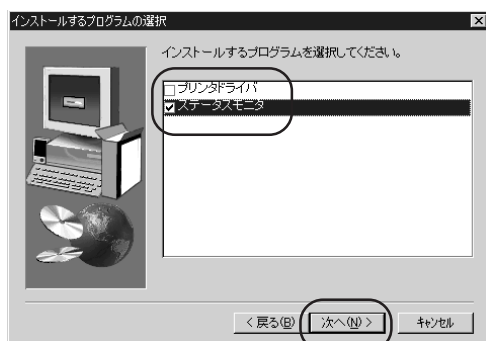 インストールするプログラムの選択
インストールするプログラムを選択してください。
プリンタドライバ
ステータスモニタ
< 戻る(B)
次へ(N) >
キャンセル